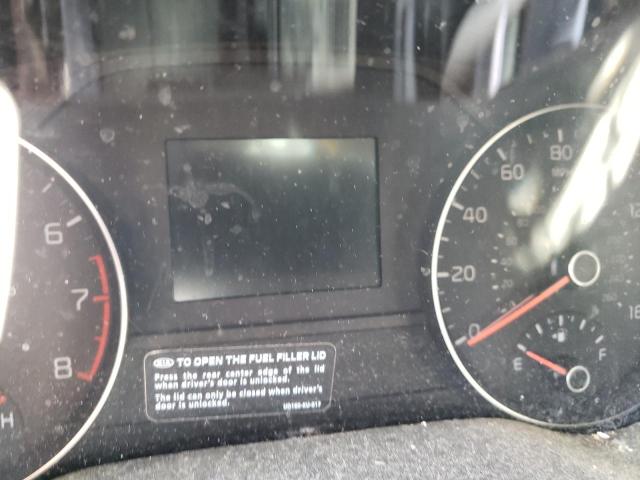 6
7
8
H
80
60
40
20
0
E
F
KIA TO OPEN THE FUEL FILLER LID
Press the rear center edge of the lid
when driver's door is unlocked.
The lid can only be closed when driver's
door is unlocked.